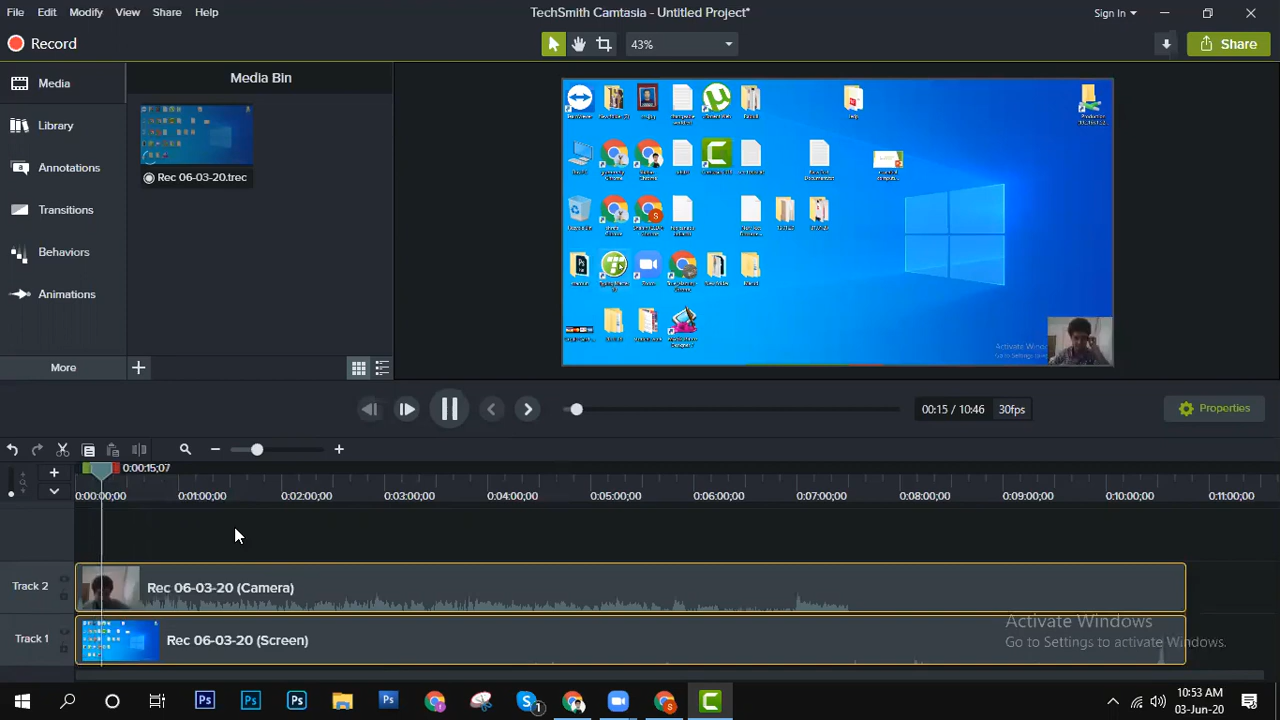 File Edit Modify View Share Help
TechSmith Camtasia - Untitled Project*
Sign In
Record
43%
Share
Media
Media Bin
Library
Annotations
Transitions
Behaviors
Animations
More
Rec 06-03-20.trec
Activate Windows
00:15 / 10:46 30fps
Properties
0:00:15;07
0:00:00;00 0:01:00;00 0:02:00;00 0:03:00;00 0:04:00;00 0:05:00;00 0:06:00;00 0:07:00;00 0:08:00;00 0:09:00;00 0:10:00;00 0:11:00;00
Track 2
Rec 06-03-20 (Camera)
Track 1
Rec 06-03-20 (Screen)
Activate Windows
Go to Settings to activate Windows.
10:53 AM
03-Jun-20